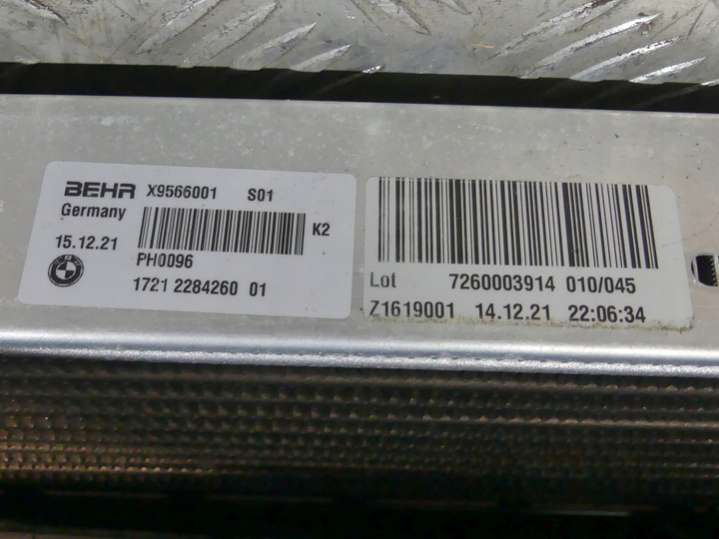 BEHR X9566001 S01
Germany
K2
15.12.21
PH0096
1721 2284260 01
Lot 7260003914 010/045
Z1619001 14.12.21 22:06:34